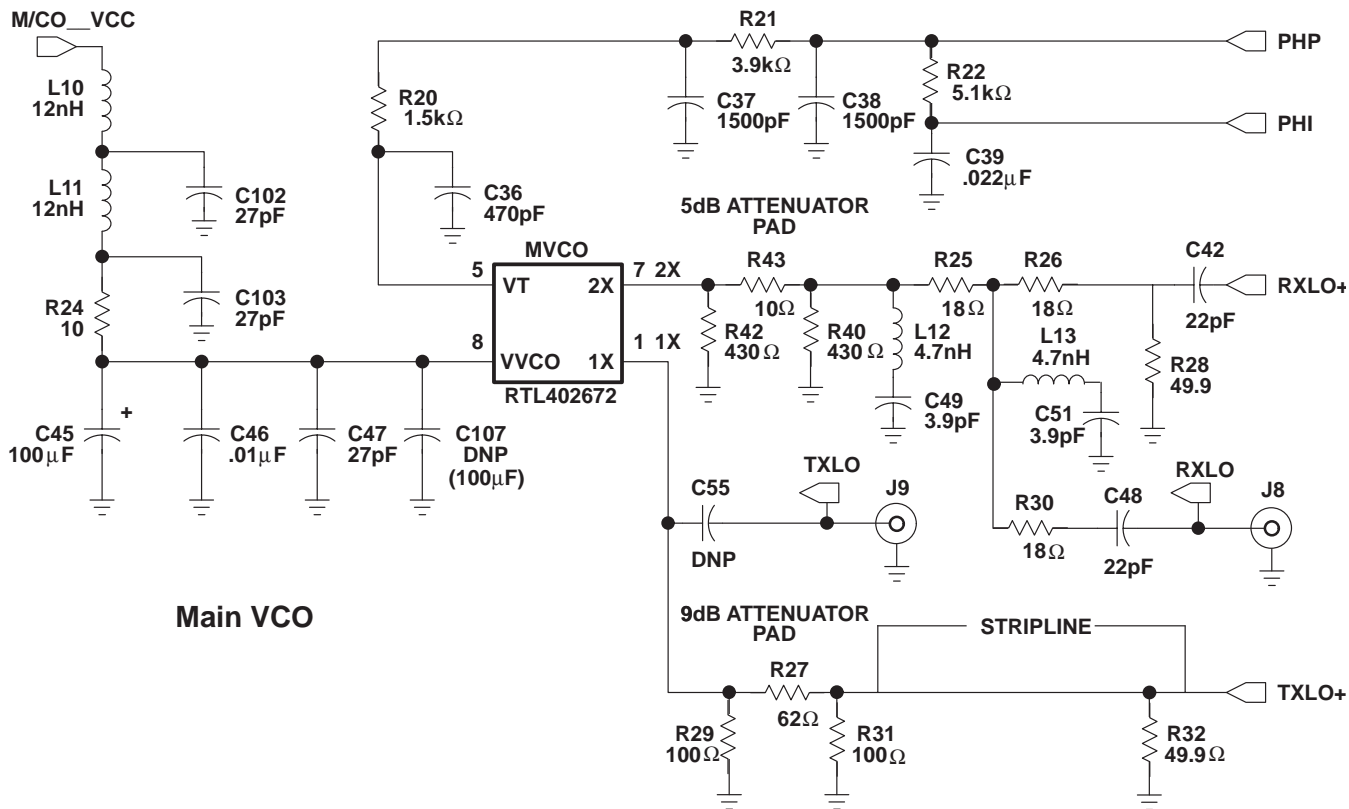 M/CO__VCC
L10
12nH
L11
12nH
C102
27pF
C103
27pF
R24
10
+
C45
100µF
C46
.01µF
C47
27pF
C107
DNP
(100µF)
R20
1.5kΩ
C36
470pF
R21
3.9kΩ
C37
1500pF
C38
1500pF
R22
5.1kΩ
C39
.022µF
PHP
PHI
MVCO
5
VT
2X
7 2X
8
VVCO
1X
1 1X
RTL402672
5dB ATTENUATOR
PAD
R43
10Ω
R42
430Ω
R40
430Ω
L12
4.7nH
C49
3.9pF
R25
18Ω
R26
18Ω
L13
4.7nH
C51
3.9pF
R28
49.9
C42
22pF
RXLO+
C55
DNP
TXLO
J9
R30
18Ω
C48
22pF
RXLO
J8
Main VCO
9dB ATTENUATOR
PAD
R27
62Ω
R29
100Ω
R31
100Ω
STRIPLINE
R32
49.9Ω
TXLO+